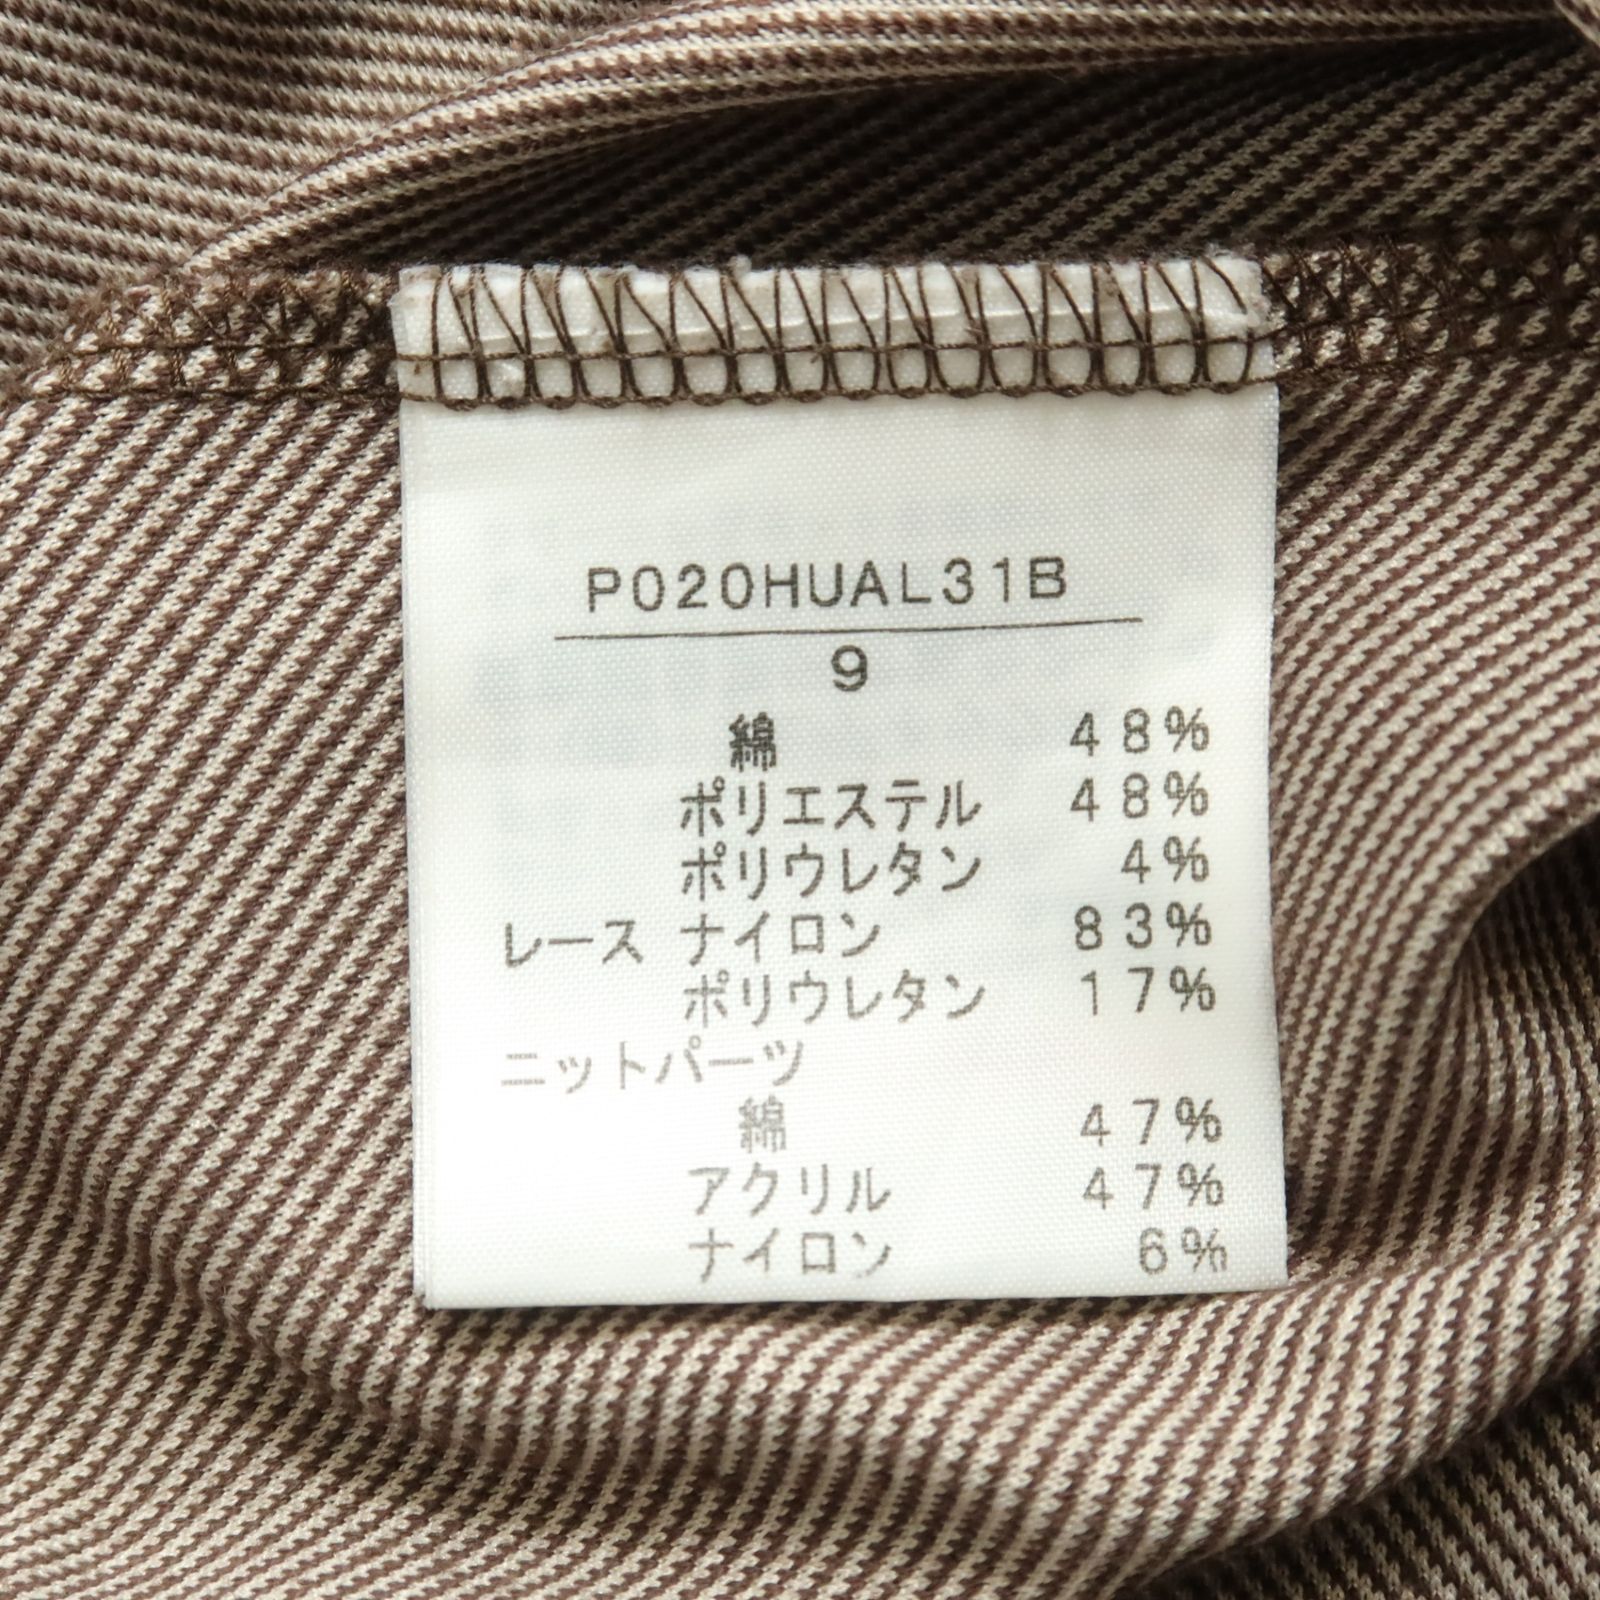 P020HUAL31B
9
綿 48%
ポリエステル 48%
ポリウレタン 4%
レース ナイロン 83%
ポリウレタン 17%
ニットパーツ
綿 47%
アクリル 47%
ナイロン 6%